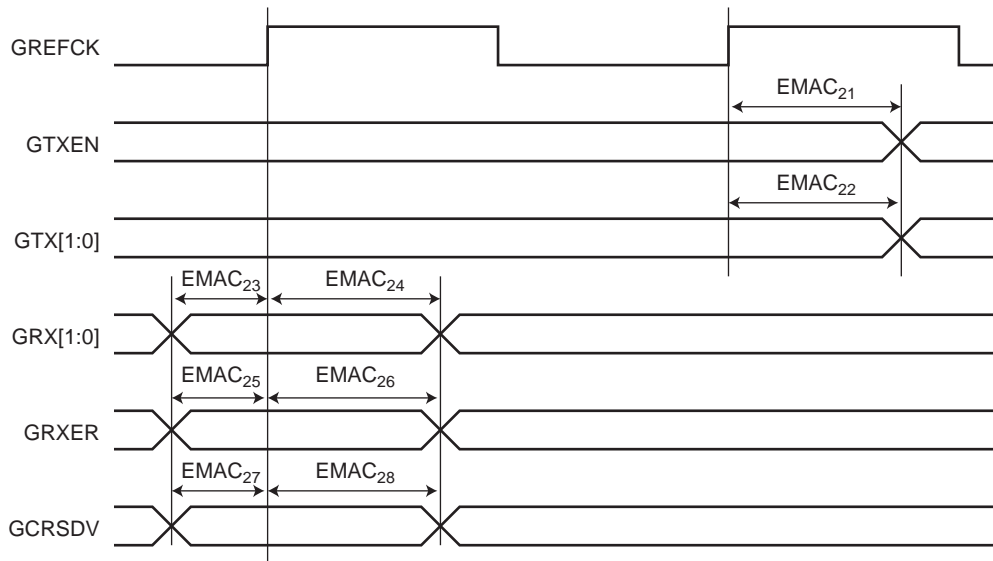 GREFCK
EMAC₂₁
GTXEN
EMAC₂₂
GTX[1:0]
EMAC₂₃ EMAC₂₄
GRX[1:0]
EMAC₂₅ EMAC₂₆
GRXER
EMAC₂₇ EMAC₂₈
GCRSDV